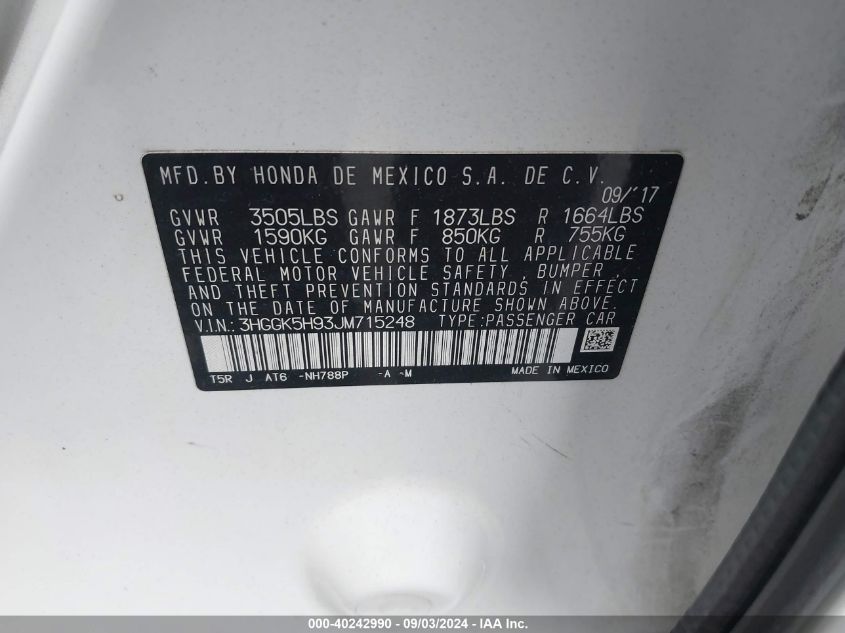 MFD.BY HONDA DE MEXICO S.A. DE C.V.
09/'17
GVWR 3505LBS GAWR F 1873LBS R 1664LBS
GVWR 1590KG GAWR F 850KG R 755KG
THIS VEHICLE CONFORMS TO ALL APPLICABLE
FEDERAL MOTOR VEHICLE SAFETY, BUMPER,
AND THEFT PREVENTION STANDARDS IN EFFECT
ON THE DATE OF MANUFACTURE SHOWN ABOVE.
V.I.N.:3HGGK5H93JM715248 TYPE:PASSENGER CAR
T5R J AT6 -NH788P -A -M MADE IN MEXICO
000-40242990 - 09/03/2024 - IAA Inc.